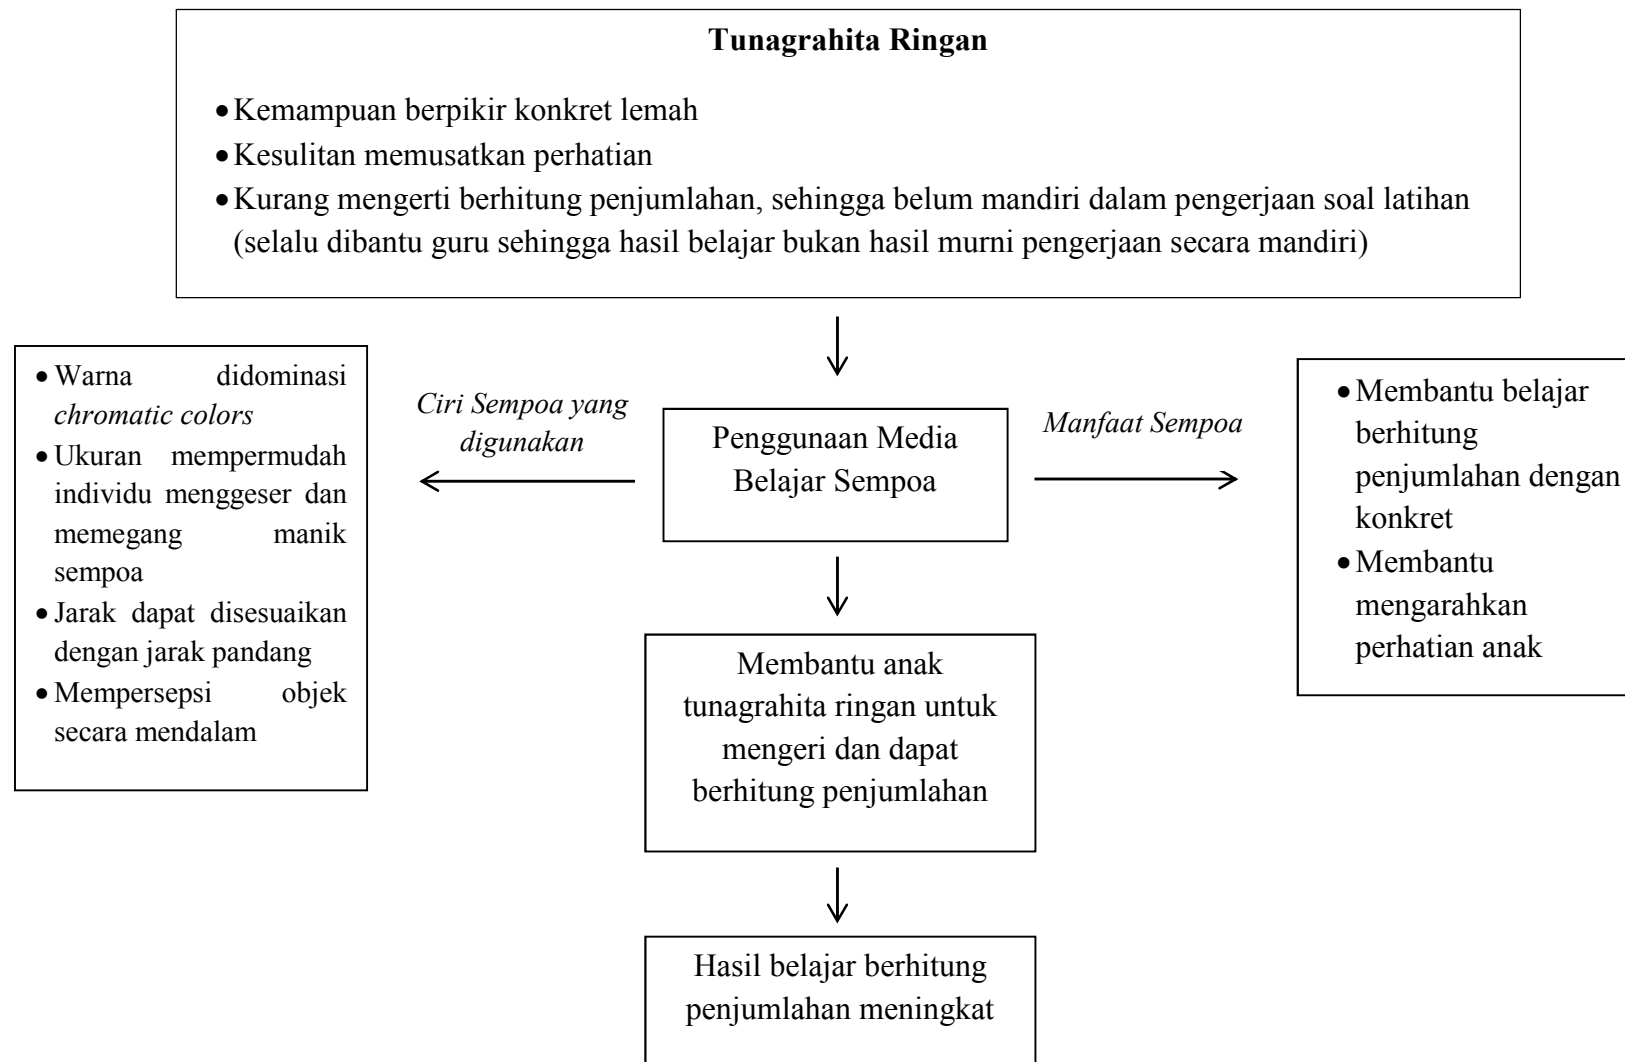 Tunagrahita Ringan
•Kemampuan berpikir konkret lemah
•Kesulitan memusatkan perhatian
•Kurang mengerti berhitung penjumlahan, sehingga belum mandiri dalam pengerjaan soal latihan
(selalu dibantu guru sehingga hasil belajar bukan hasil murni pengerjaan secara mandiri)
•Warna didominasi
chromatic colors
•Ukuran mempermudah
individu menggeser dan
memegang manik
sempoa
•Jarak dapat disesuaikan
dengan jarak pandang
•Mempersepsi objek
secara mendalam
Ciri Sempoa yang
digunakan
Penggunaan Media
Belajar Sempoa
Manfaat Sempoa
•Membantu belajar
berhitung
penjumlahan dengan
konkret
•Membantu
mengarahkan
perhatian anak
Membantu anak
tunagrahita ringan untuk
mengeri dan dapat
berhitung penjumlahan
Hasil belajar berhitung
penjumlahan meningkat